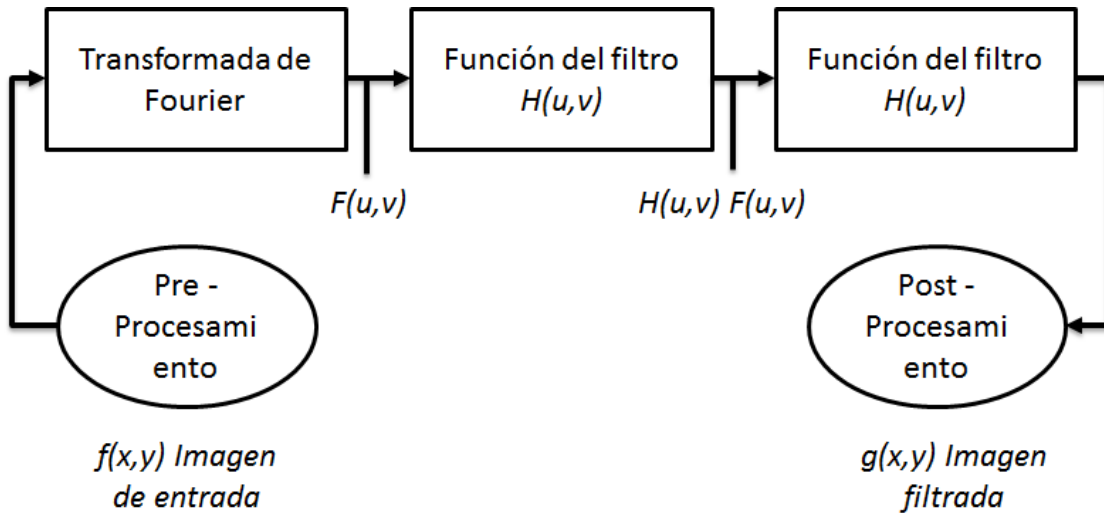 Transformada de
Fourier
Función del filtro
H(u,v)
Función del filtro
H(u,v)
F(u,v)
H(u,v) F(u,v)
Pre -
Procesami
ento
Post -
Procesami
ento
f(x,y) Imagen
de entrada
g(x,y) Imagen
filtrada